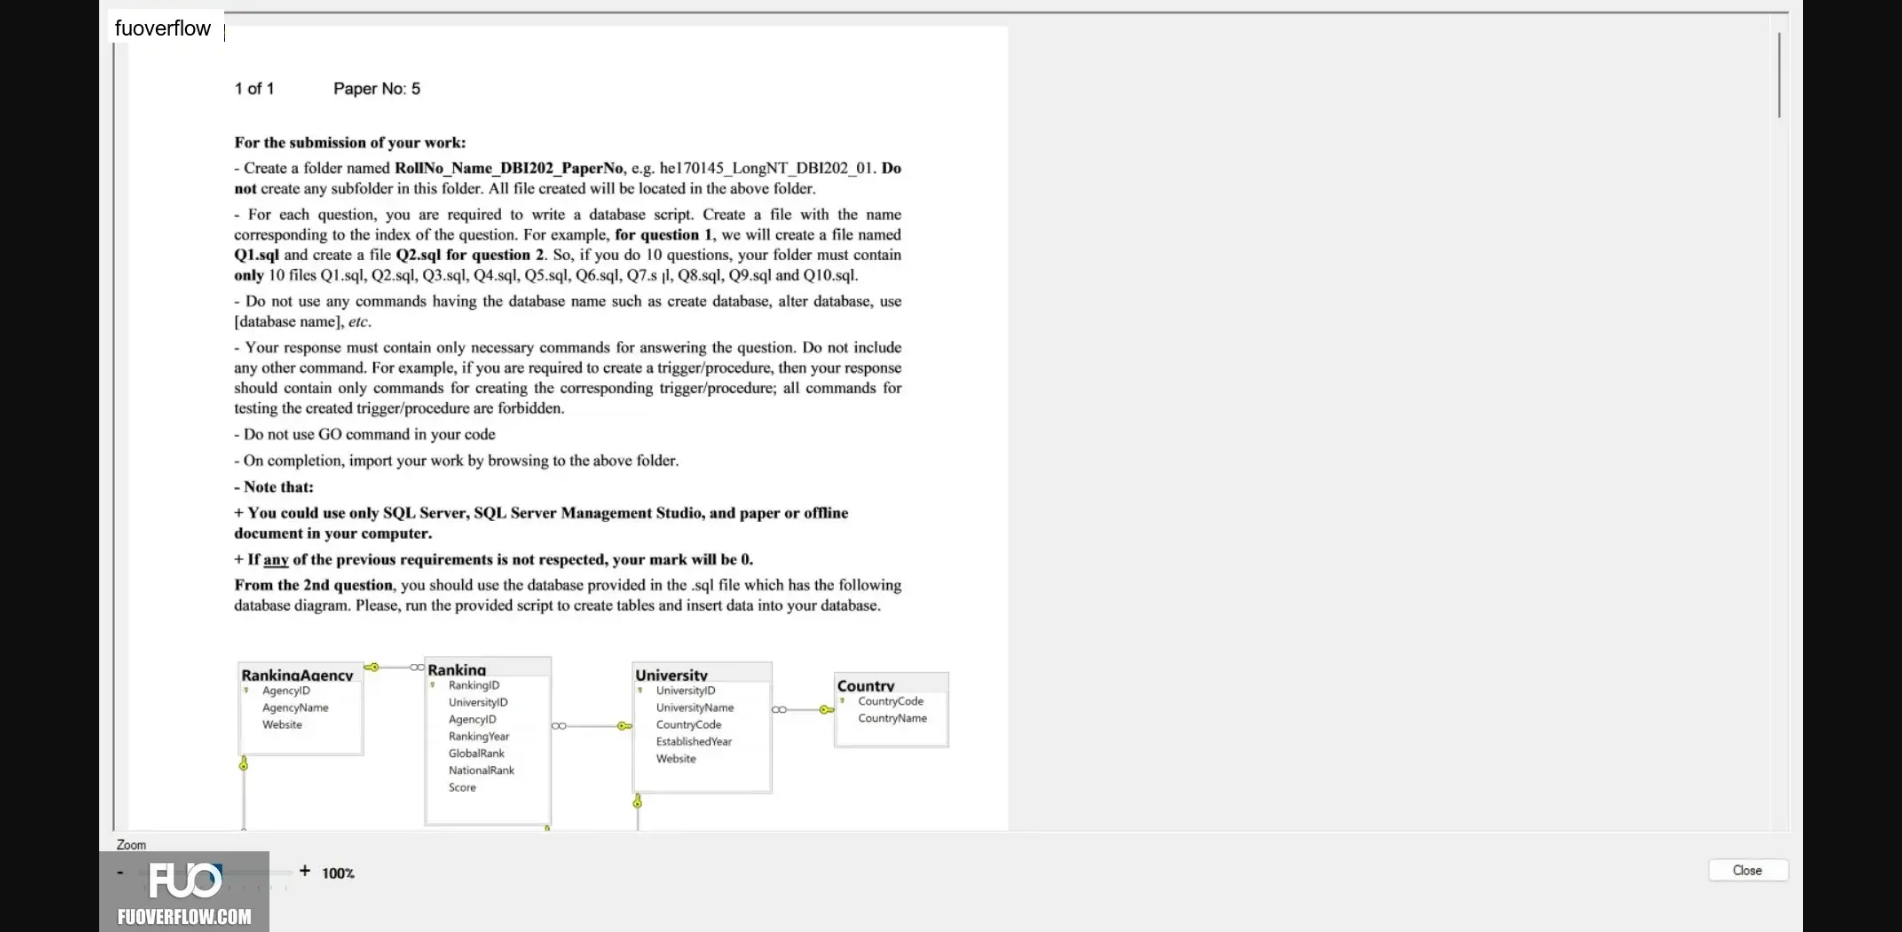 fuoverflow
1 of 1 Paper No: 5
For the submission of your work:
- Create a folder named RollNo_Name_DBI202_PaperNo, e.g. he170145_LongNT_DBI202_01. Do
not create any subfolder in this folder. All file created will be located in the above folder.
- For each question, you are required to write a database script. Create a file with the name
corresponding to the index of the question. For example, for question 1, we will create a file named
Q1.sql and create a file Q2.sql for question 2. So, if you do 10 questions, your folder must contain
only 10 files Q1.sql, Q2.sql, Q3.sql, Q4.sql, Q5.sql, Q6.sql, Q7.s l, Q8.sql, Q9.sql and Q10.sql.
- Do not use any commands having the database name such as create database, alter database, use
[database name], etc.
- Your response must contain only necessary commands for answering the question. Do not include
any other command. For example, if you are required to create a trigger/procedure, then your response
should contain only commands for creating the corresponding trigger/procedure; all commands for
testing the created trigger/procedure are forbidden.
- Do not use GO command in your code
- On completion, import your work by browsing to the above folder.
- Note that:
+ You could use only SQL Server, SQL Server Management Studio, and paper or offline
document in your computer.
+ If any of the previous requirements is not respected, your mark will be 0.
From the 2nd question, you should use the database provided in the .sql file which has the following
database diagram. Please, run the provided script to create tables and insert data into your database.
RankingAgency
AgencyID
AgencyName
Website
Ranking
RankingID
UniversityID
AgencyID
RankingYear
GlobalRank
NationalRank
Score
University
UniversityID
UniversityName
CountryCode
EstablishedYear
Website
Country
CountryCode
CountryName
Zoom
- + 100%
Close
FUO
FUOVERFLOW.COM